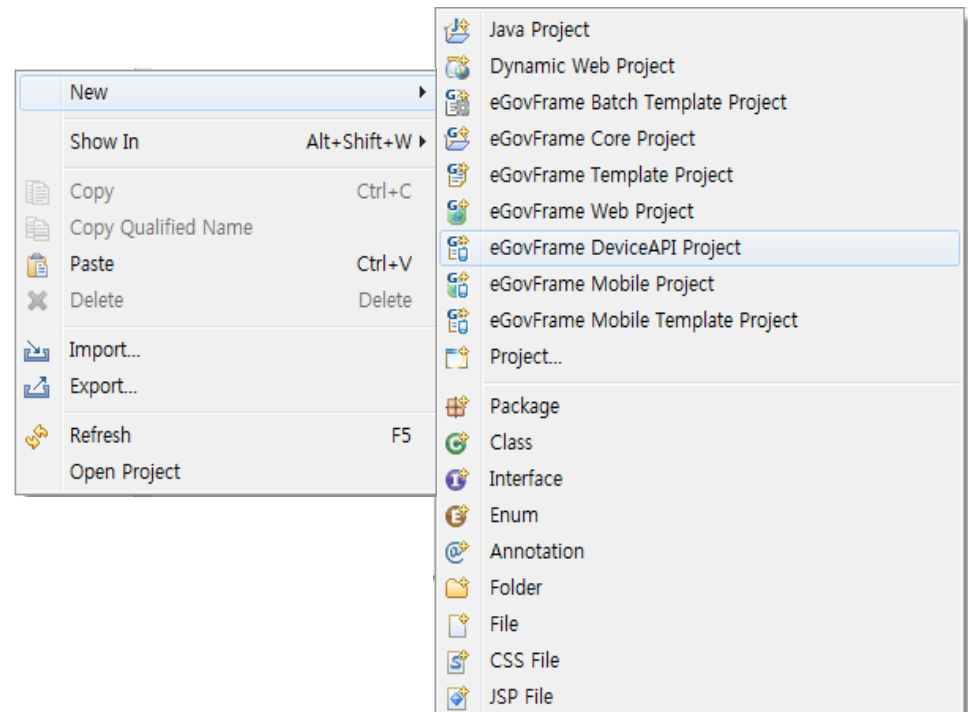 New
Show In Alt+Shift+W
Copy Ctrl+C
Copy Qualified Name
Paste Ctrl+V
Delete Delete
Import...
Export...
Refresh F5
Open Project
Java Project
Dynamic Web Project
eGovFrame Batch Template Project
eGovFrame Core Project
eGovFrame Template Project
eGovFrame Web Project
eGovFrame DeviceAPI Project
eGovFrame Mobile Project
eGovFrame Mobile Template Project
Project...
Package
Class
Interface
Enum
Annotation
Folder
File
CSS File
JSP File